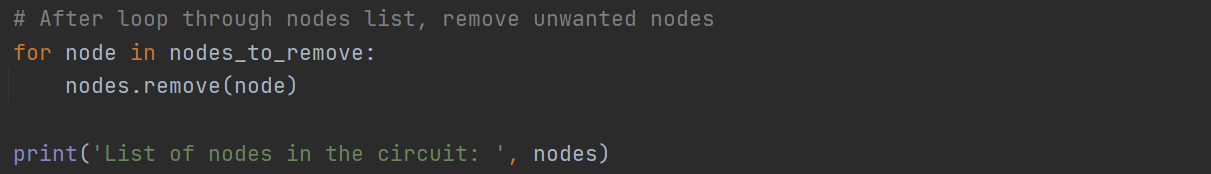 # After loop through nodes list, remove unwanted nodes
for node in nodes_to_remove:
    nodes.remove(node)
print('List of nodes in the circuit: ', nodes)